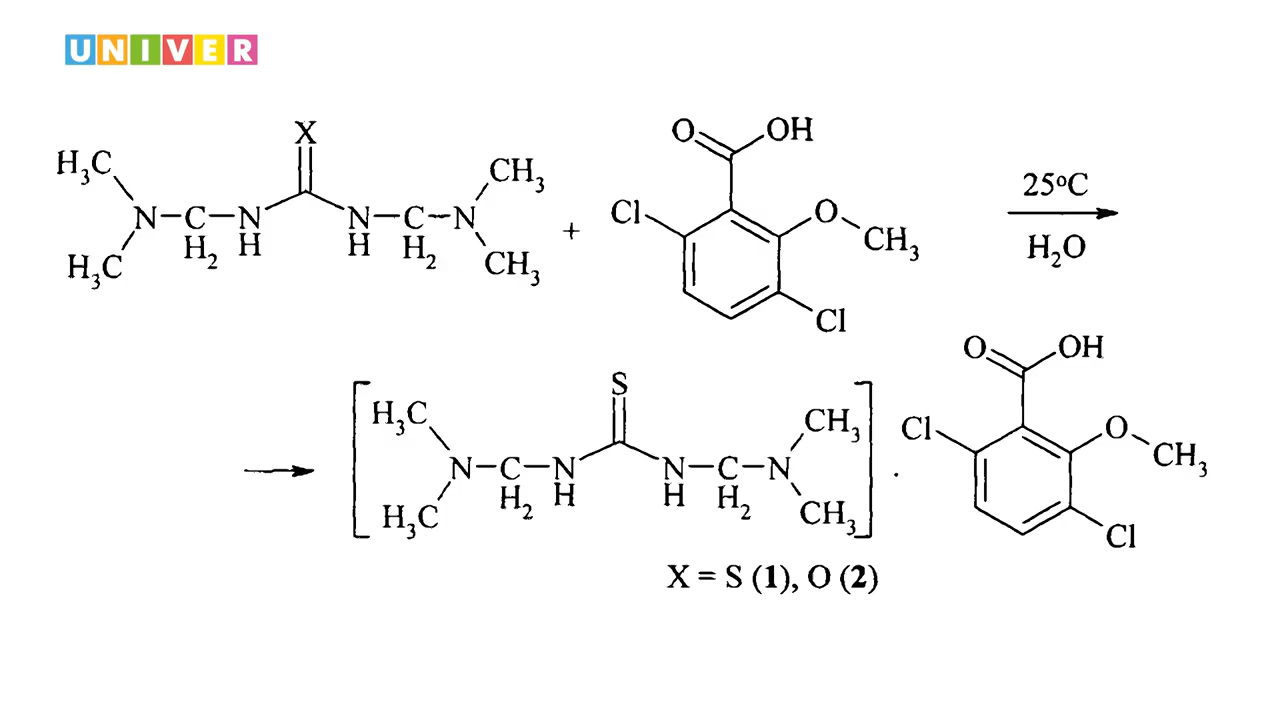 UNIVER
X
H₃C
CH₃
N–C–N
N–C–N
H₂
H
H
H₂
H₃C
CH₃
+
O
OH
Cl
O
CH₃
Cl
25°C
H₂O
S
H₃C
CH₃
N–C–N
N–C–N
H₂
H
H
H₂
H₃C
CH₃
·
O
OH
Cl
O
CH₃
Cl
X = S (1), O (2)